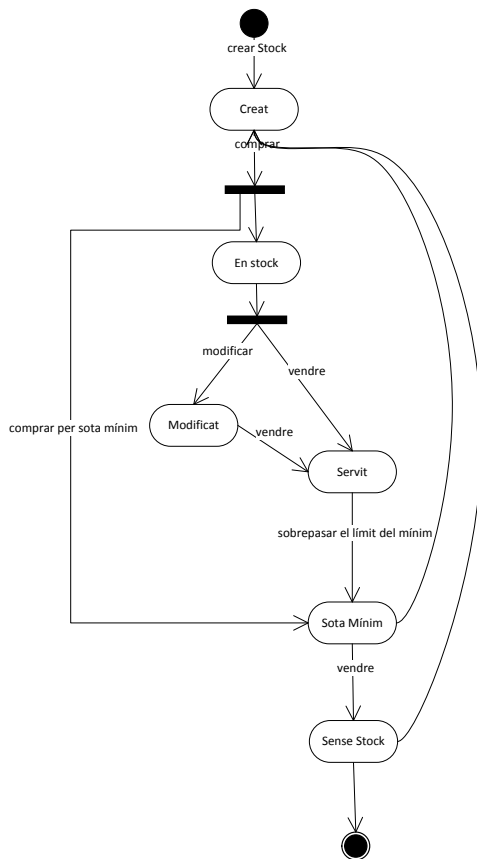 crear Stock
Creat
comprar
En stock
modificar
vendre
Modificat
comprar per sota mínim
vendre
Servit
sobrepasar el límit del mínim
Sota Mínim
vendre
Sense Stock